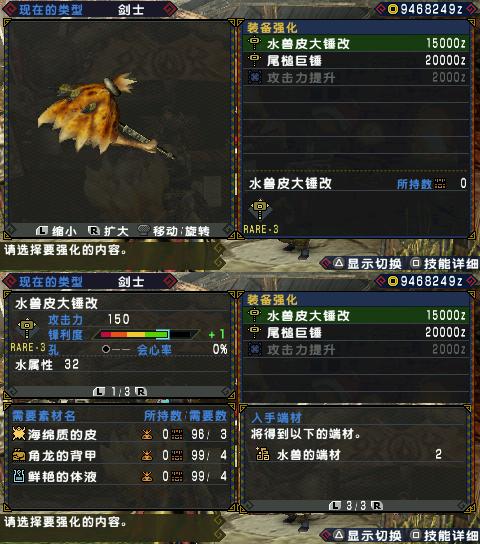 现在的类型 剑士
9468249z
装备强化
水兽皮大锤改 15000z
尾槌巨锤 20000z
攻击力提升 2000z
水兽皮大锤改 所持数 0
RARE-3
L 缩小 R 扩大 移动/旋转
请选择要强化的内容。
△显示切换 □技能详细
现在的类型 剑士
9468249z
水兽皮大锤改
攻击力 150
锋利度 +1
RARE-3 孔 ●ーー 会心率 0%
水属性 32
L 1/3 R
装备强化
水兽皮大锤改 15000z
尾槌巨锤 20000z
攻击力提升 2000z
需要素材名 所持数/需要数
海绵质的皮 0 96/ 3
角龙的背甲 0 99/ 4
鲜艳的体液 0 99/ 4
入手端材
将得到以下的端材。
水兽的端材 2
L 3/3 R
请选择要强化的内容。
△显示切换 □技能详细